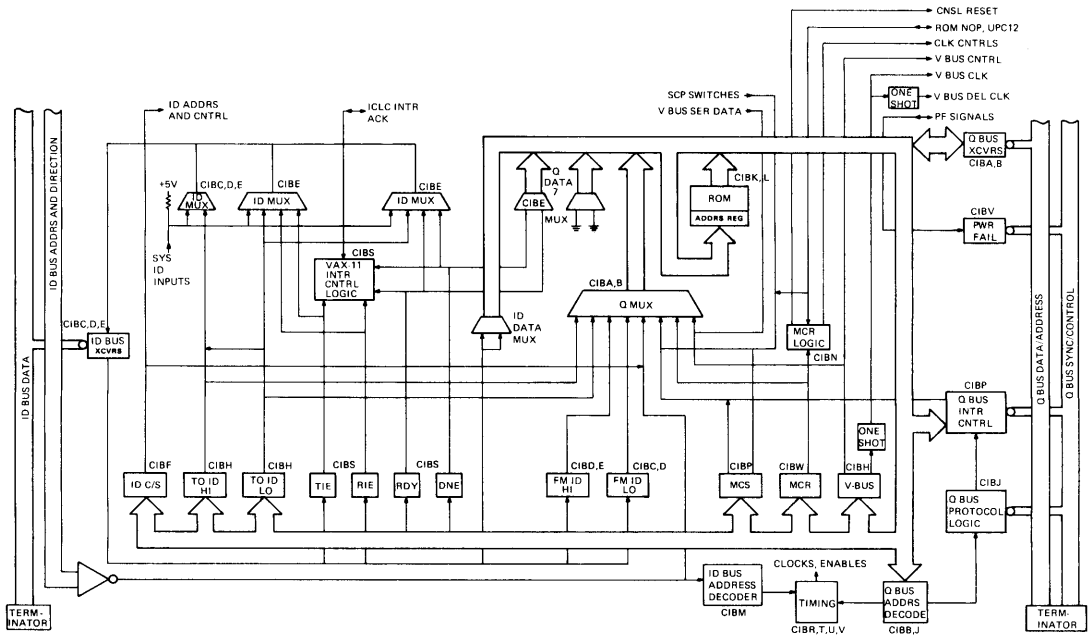 CNSL RESET
ROM NOP, UPC12
CLK CNTRLS
V BUS CNTRL
V BUS CLK
ONE
SHOT
V BUS DEL CLK
PF SIGNALS
SCP SWITCHES
V BUS SER DATA
ID ADDRS
AND CNTRL
ICLC INTR
ACK
ID BUS ADDRS AND DIRECTION
ID BUS DATA
+5V
CIBC,D,E
ID
MUX
CIBE
ID MUX
CIBE
ID MUX
SYS
ID
INPUTS
CIBS
VAX 11
INTR
CNTRL
LOGIC
Q
DATA
7
CIBE
MUX
CIBK, L
ROM
ADDRS REG
Q BUS
XCVRS
CIBA,B
CIBV
PWR
FAIL
CIBA,B
Q MUX
ID
DATA
MUX
CIBC,D,E
ID BUS
XCVRS
MCR
LOGIC
CIBN
Q BUS DATA/ADDRESS
Q BUS SYNC/CONTROL
CIBP
Q BUS
INTR
CNTRL
ONE
SHOT
CIBF
ID C/S
CIBH
TO ID
HI
CIBH
TO ID
LO
CIBS
TIE
RIE
CIBS
RDY
DNE
CIBD,E
FM ID
HI
CIBC,D
FM ID
LO
CIBP
MCS
CIBW
MCR
CIBH
V-BUS
CIBJ
Q BUS
PROTOCOL
LOGIC
ID BUS
ADDRESS
DECODER
CIBM
CLOCKS, ENABLES
TIMING
CIBR,T,U,V
Q BUS
ADDRS
DECODE
CIBB,J
TERM-
INATOR
TERM-
INATOR